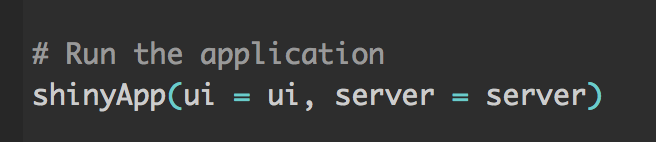 # Run the application
shinyApp(ui = ui, server = server)